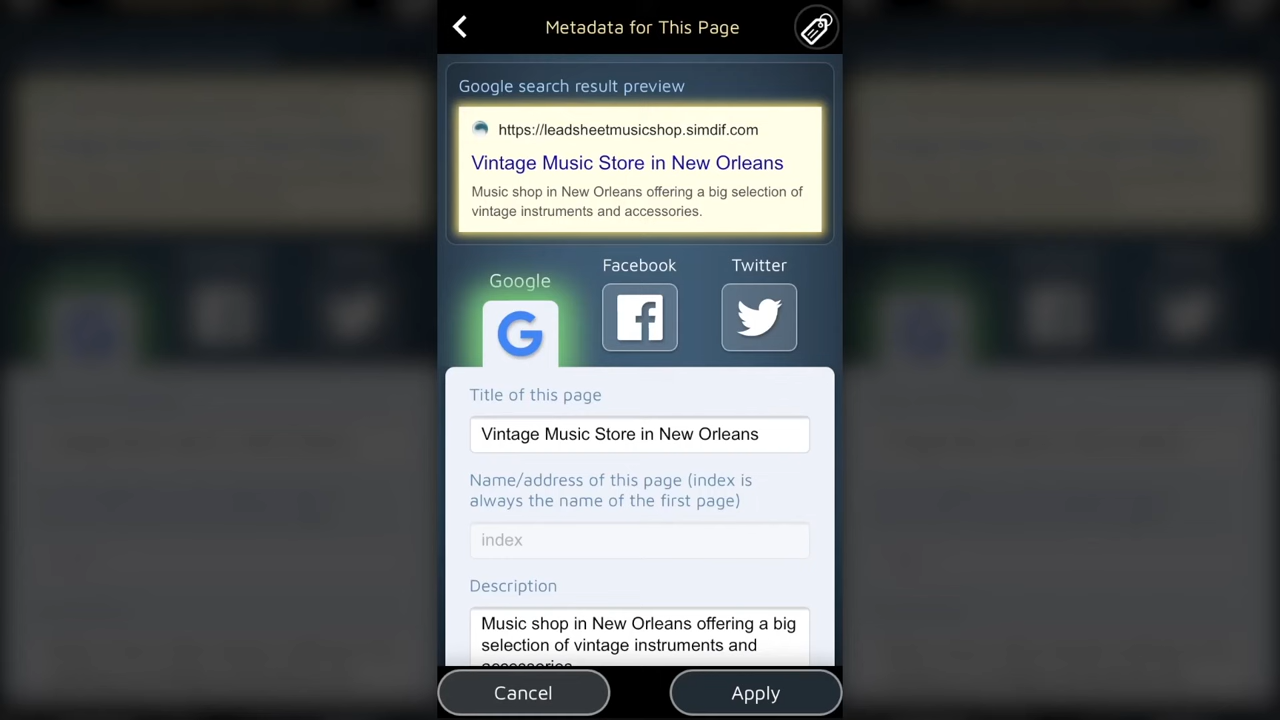 Metadata for This Page
Google search result preview
https://leadsheetmusicshop.simdif.com
Vintage Music Store in New Orleans
Music shop in New Orleans offering a big selection of
vintage instruments and accessories.
Google
Facebook
Twitter
Title of this page
Vintage Music Store in New Orleans
Name/address of this page (index is
always the name of the first page)
index
Description
Music shop in New Orleans offering a big
selection of vintage instruments and
accessories
Cancel
Apply